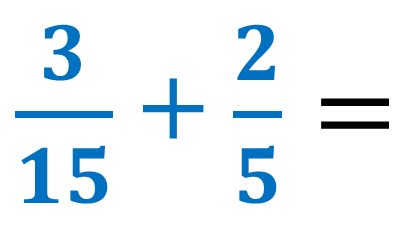 3/15 + 2/5 =